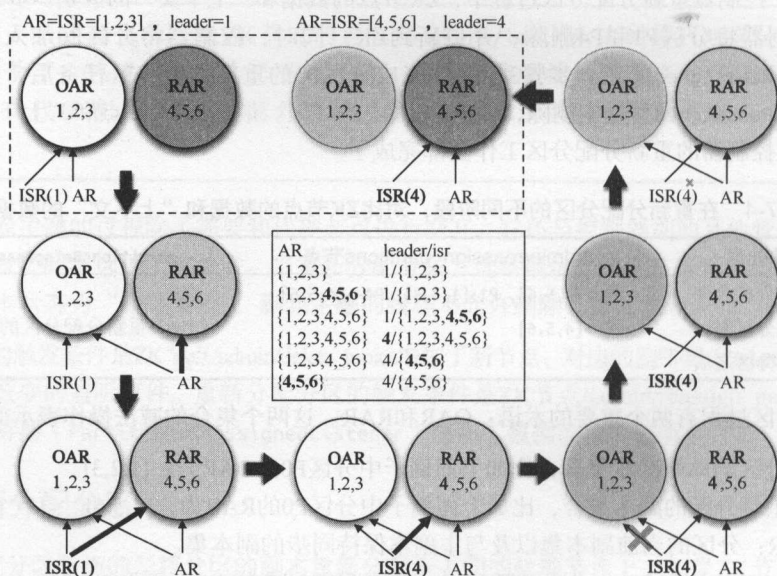 AR=ISR=[1,2,3] , leader=1
AR=ISR=[4,5,6] , leader=4
OAR
1,2,3
RAR
4,5,6
OAR
1,2,3
RAR
4,5,6
OAR
1,2,3
RAR
4,5,6
ISR(1) AR
ISR(4) AR
ISR(4) AR
OAR
1,2,3
RAR
4,5,6
ISR(1) AR
AR leader/isr
{1,2,3} 1/{1,2,3}
{1,2,3,4,5,6} 1/{1,2,3}
{1,2,3,4,5,6} 1/{1,2,3,4,5,6}
{1,2,3,4,5,6} 4/{1,2,3,4,5,6}
{1,2,3,4,5,6} 4/{4,5,6}
{4,5,6} 4/{4,5,6}
OAR
1,2,3
RAR
4,5,6
ISR(4) AR
OAR
1,2,3
RAR
4,5,6
ISR(1) AR
OAR
1,2,3
RAR
4,5,6
ISR(4) AR
OAR
1,2,3
RAR
4,5,6
ISR(4) AR